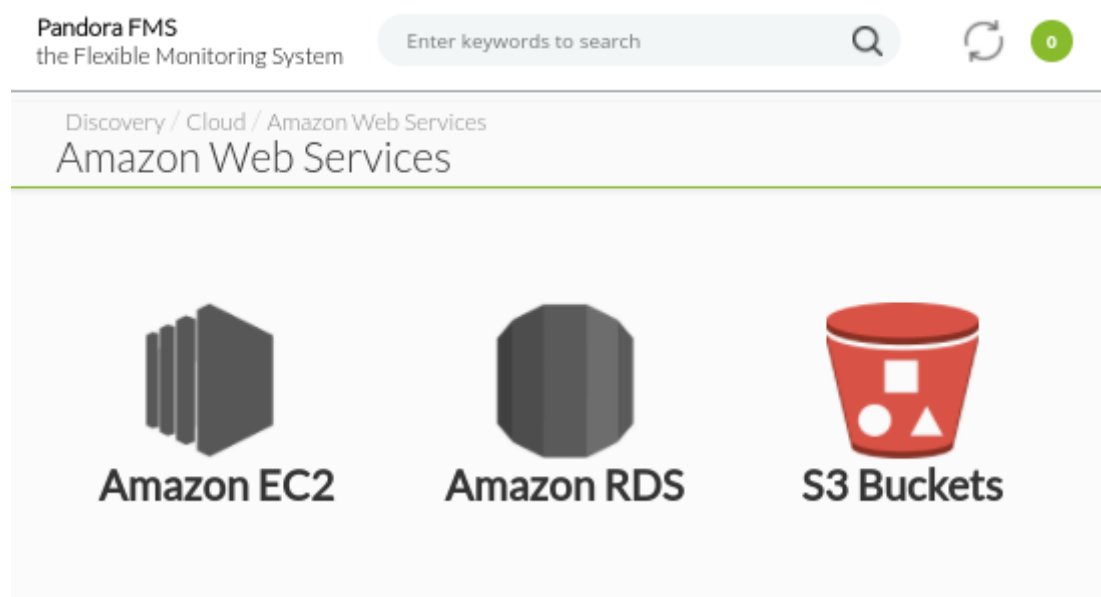 Pandora FMS
the Flexible Monitoring System
Enter keywords to search
0
Discovery / Cloud / Amazon Web Services
Amazon Web Services
Amazon EC2
Amazon RDS
S3 Buckets